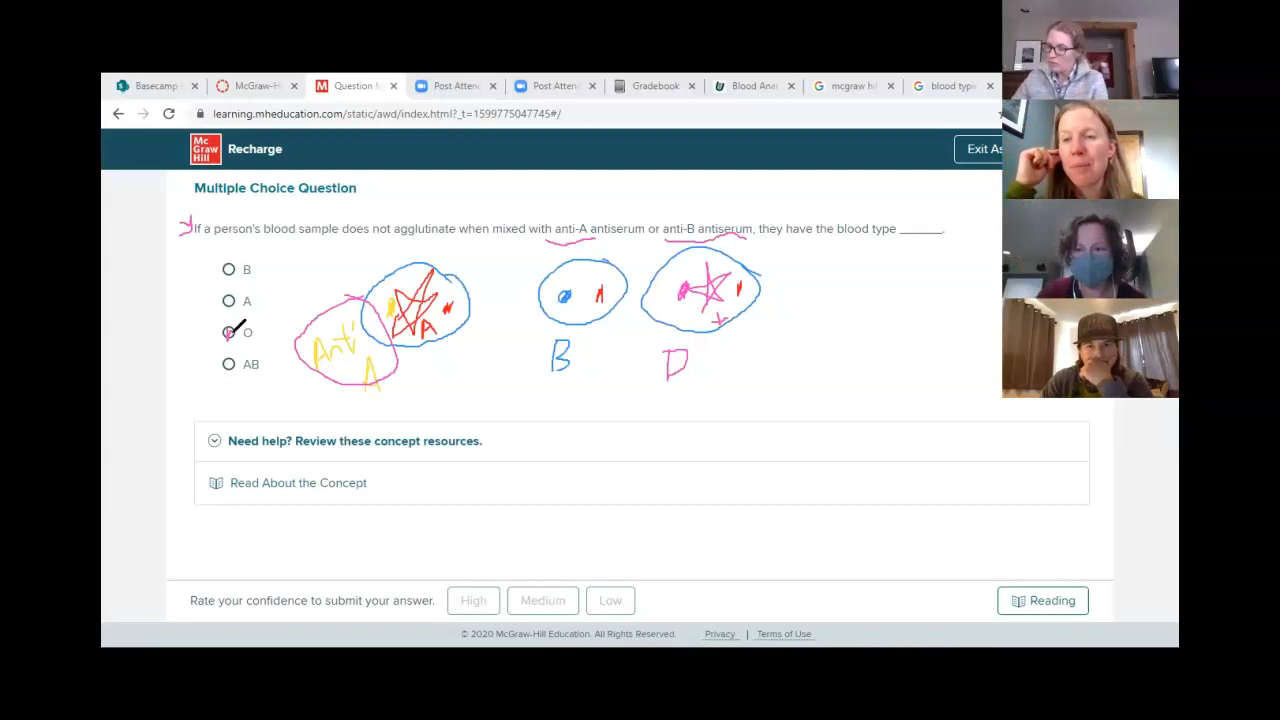 Basecamp
McGraw-Hi
Question M
Post Atten
Post Atten
Gradebook
Blood Ana
mcgraw hil
blood typi
learning.mheducation.com/static/awd/index.html?_t=1599775047745#/
Mc
Graw
Hill
Recharge
Exit As
Multiple Choice Question
If a person's blood sample does not agglutinate when mixed with anti-A antiserum or anti-B antiserum, they have the blood type ______.
B
A
O
AB
A
Anti
A
B
D
Need help? Review these concept resources.
Read About the Concept
Rate your confidence to submit your answer.
High
Medium
Low
Reading
© 2020 McGraw-Hill Education. All Rights Reserved.
Privacy | Terms of Use